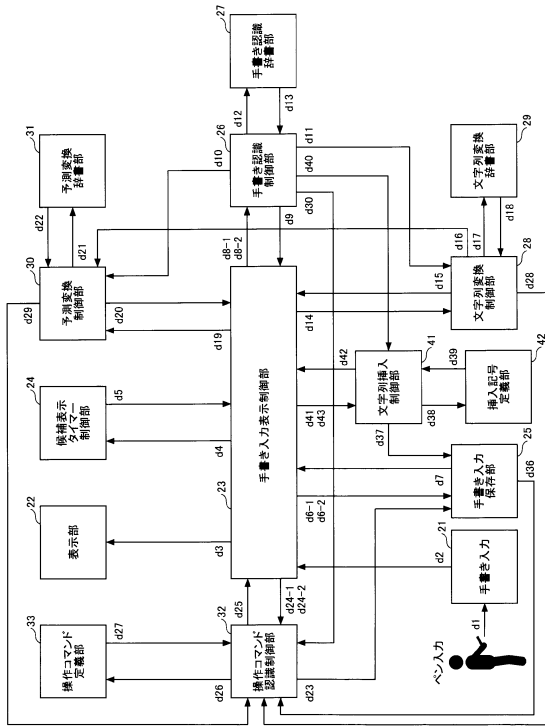 27
手書き認識
辞書部
d12
d13
26
手書き認識
制御部
d10
d11
d40
d30
d9
d8-1
d8-2
31
予測変換
辞書部
d22
d21
30
予測変換
制御部
d29
d20
d19
29
文字列変換
辞書部
d18
d17
d16
28
文字列変換
制御部
d28
d15
d14
24
候補表示
タイマー
制御部
d5
d4
23
手書き入力表示制御部
d42
d41
d43
41
文字列挿入
制御部
d39
d38
d37
42
挿入記号
定義部
22
表示部
d3
25
手書き入力
保存部
d36
d7
d6-1
d6-2
21
手書き入力
d2
d1
ペン入力
33
操作コマンド
定義部
d27
d26
32
操作コマンド
認識制御部
d25
d24-1
d24-2
d23